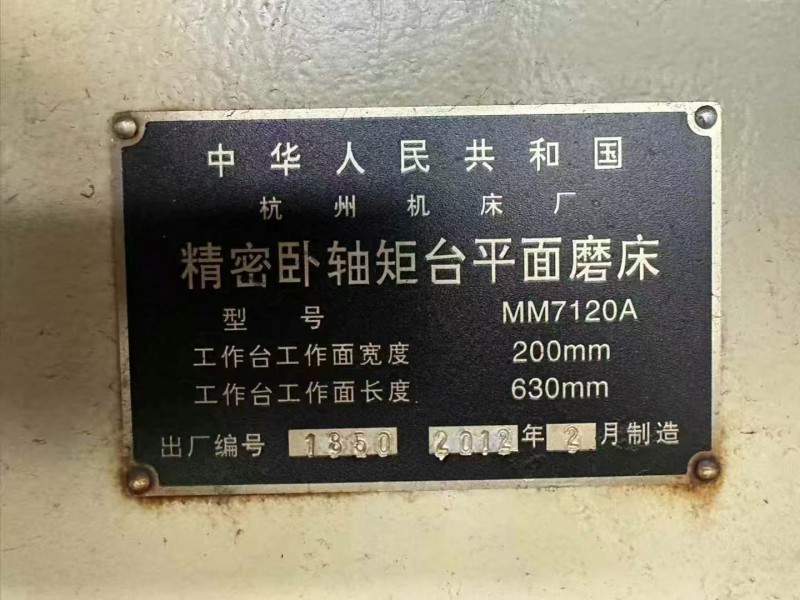 中华人民共和国
杭州机床厂
精密卧轴矩台平面磨床
型号 MM7120A
工作台工作面宽度 200mm
工作台工作面长度 630mm
出厂编号 1850 2012年2月制造